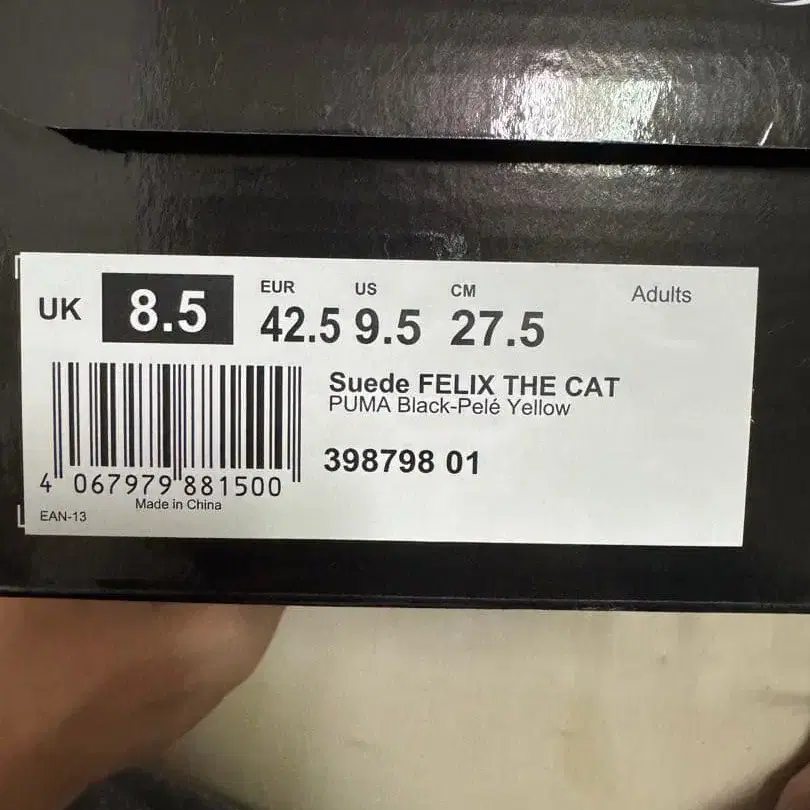 UK 8.5 EUR 42.5 US 9.5 CM 27.5 Adults
Suede FELIX THE CAT
PUMA Black-Pelé Yellow
398798 01
4 067979 881500
Made in China
EAN-13